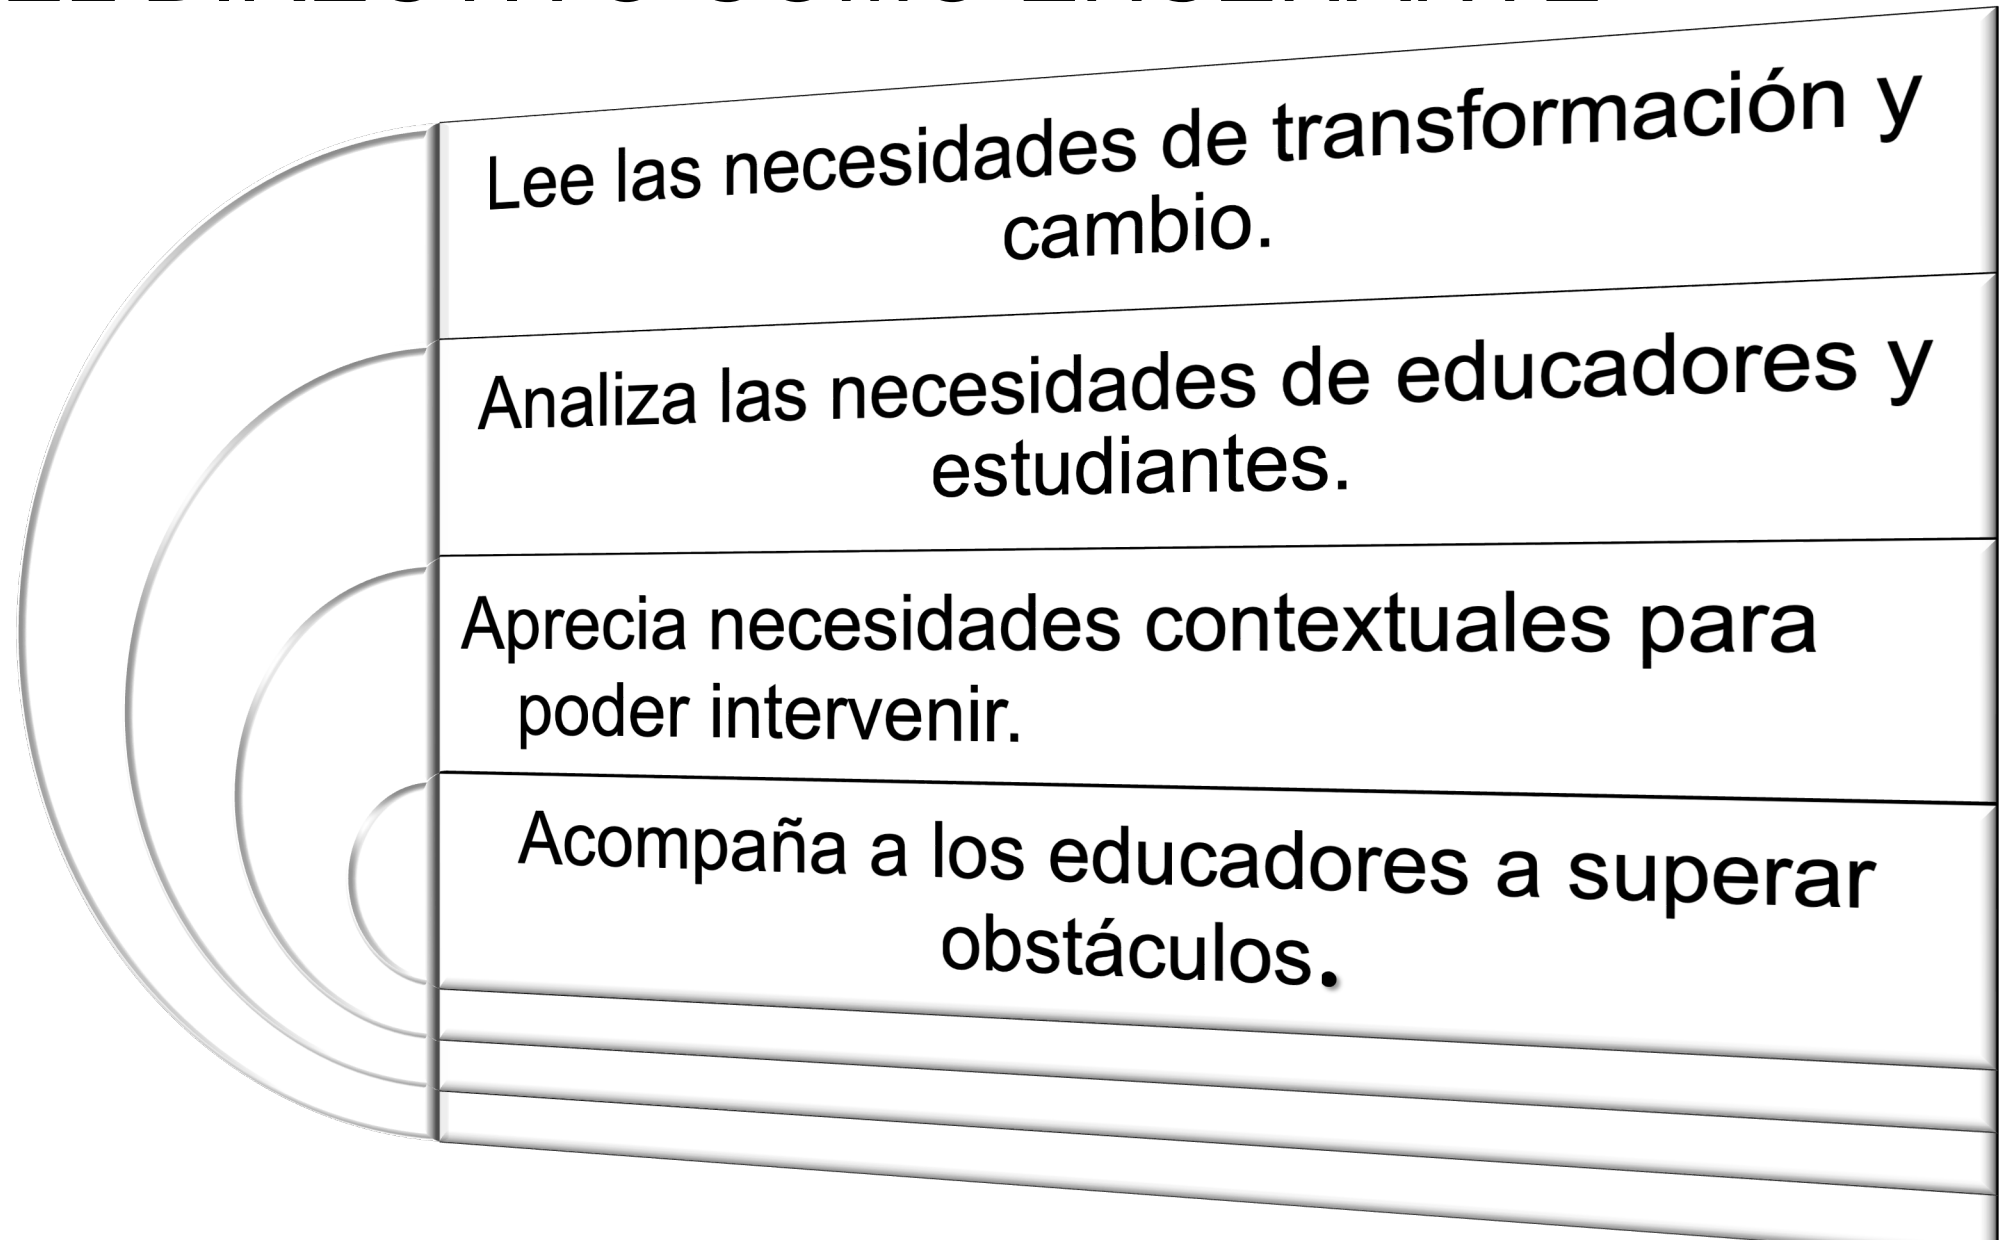 Lee las necesidades de transformación y
cambio.
Analiza las necesidades de educadores y
estudiantes.
Aprecia necesidades contextuales para
poder intervenir.
Acompaña a los educadores a superar
obstáculos.